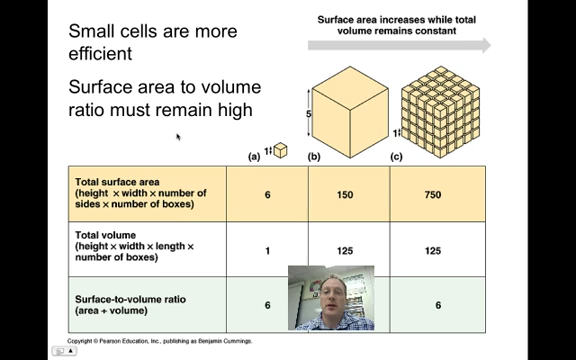 Small cells are more
efficient
Surface area to volume
ratio must remain high
Surface area increases while total
volume remains constant
5
1
1
(a)
(b)
(c)
Total surface area
(height × width × number of
sides × number of boxes)
6
150
750
Total volume
(height × width × length ×
number of boxes)
1
125
125
Surface-to-volume ratio
(area ÷ volume)
6
6
Copyright © Pearson Education, Inc., publishing as Benjamin Cummings.